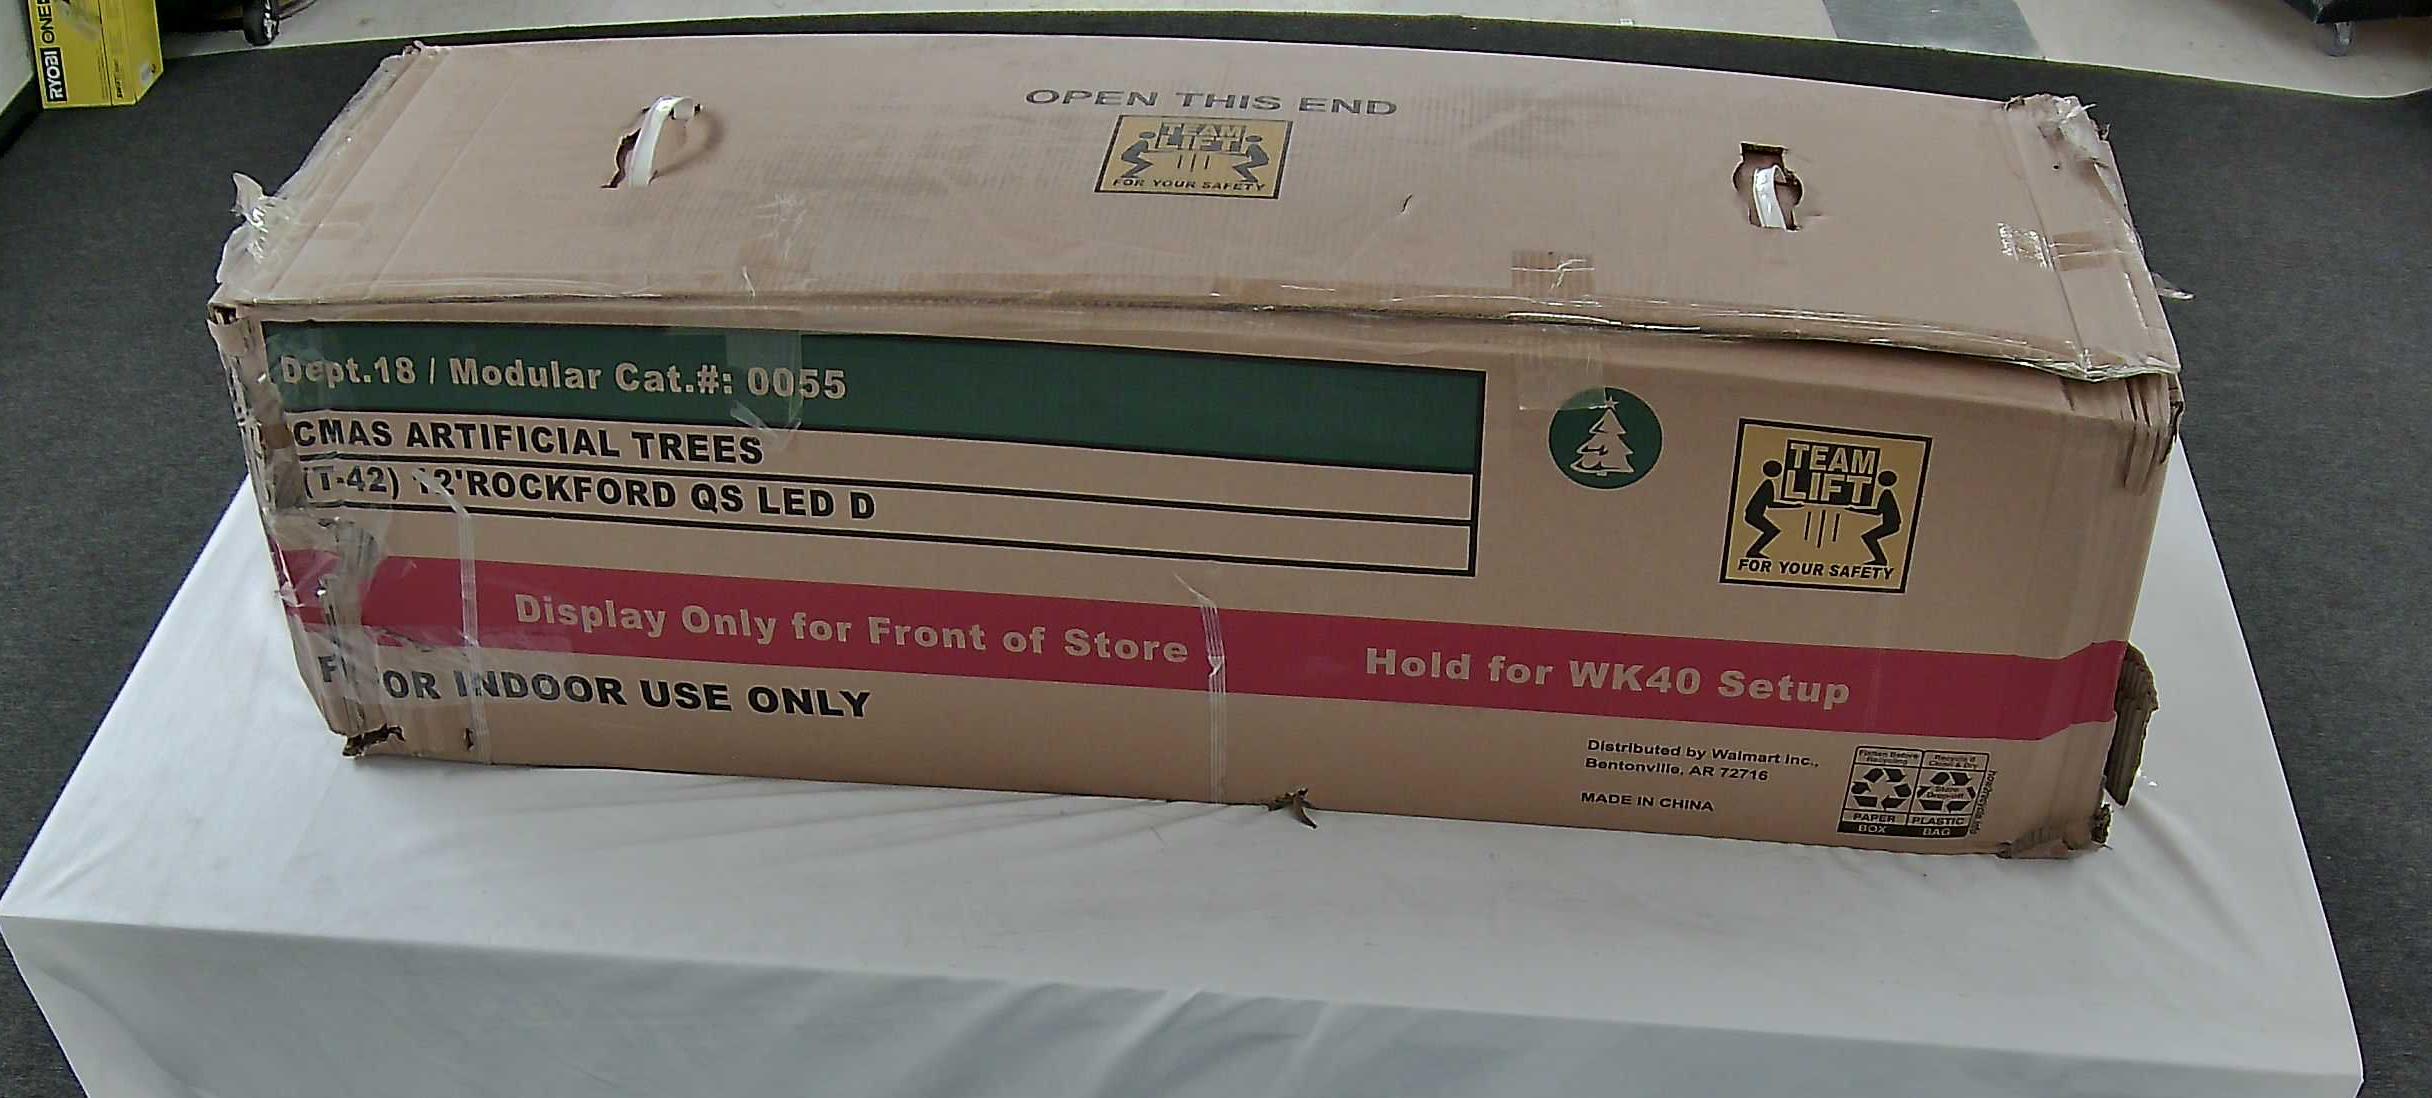 RYOBI ONE
OPEN THIS END
TEAM
LIFT
FOR YOUR SAFETY
Dept.18 / Modular Cat.#: 0055
CMAS ARTIFICIAL TREES
(T-42) 12'ROCKFORD QS LED D
TEAM
LIFT
FOR YOUR SAFETY
Display Only for Front of Store
Hold for WK40 Setup
OR INDOOR USE ONLY
Distributed by Walmart Inc.,
Bentonville, AR 72716
MADE IN CHINA
PAPER
BOX
PLASTIC
BAG